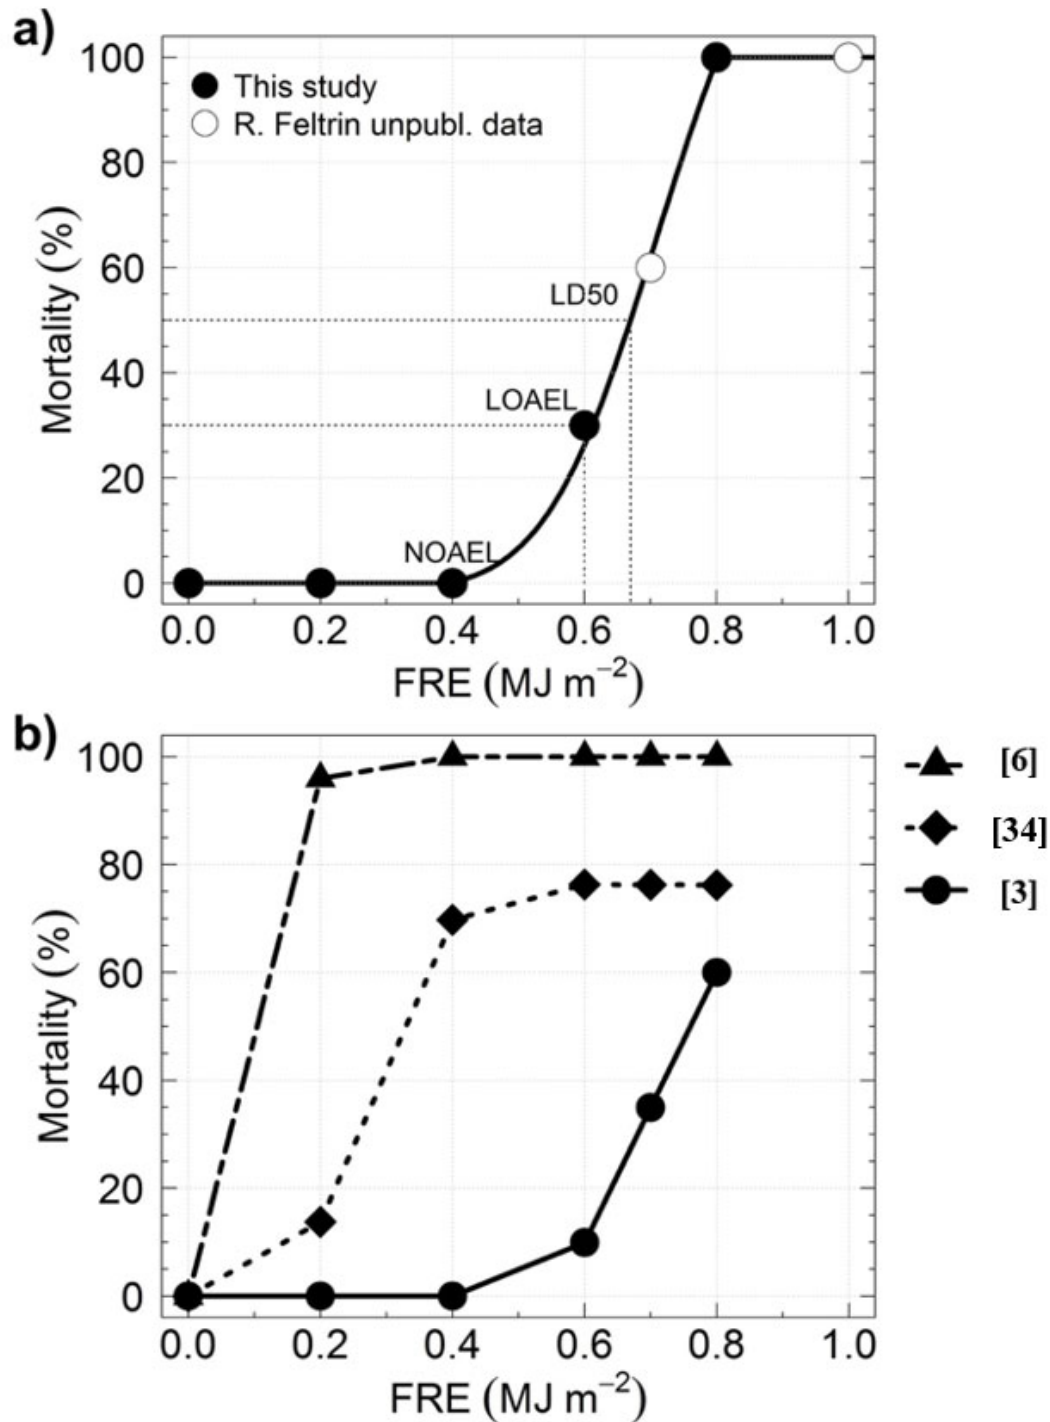 a)
100
80
60
40
20
0
Mortality (%)
This study
R. Feltrin unpubl. data
LD50
LOAEL
NOAEL
0.0 0.2 0.4 0.6 0.8 1.0
FRE (MJ m⁻²)
b)
100
80
60
40
20
0
Mortality (%)
[6]
[34]
[3]
0.0 0.2 0.4 0.6 0.8 1.0
FRE (MJ m⁻²)